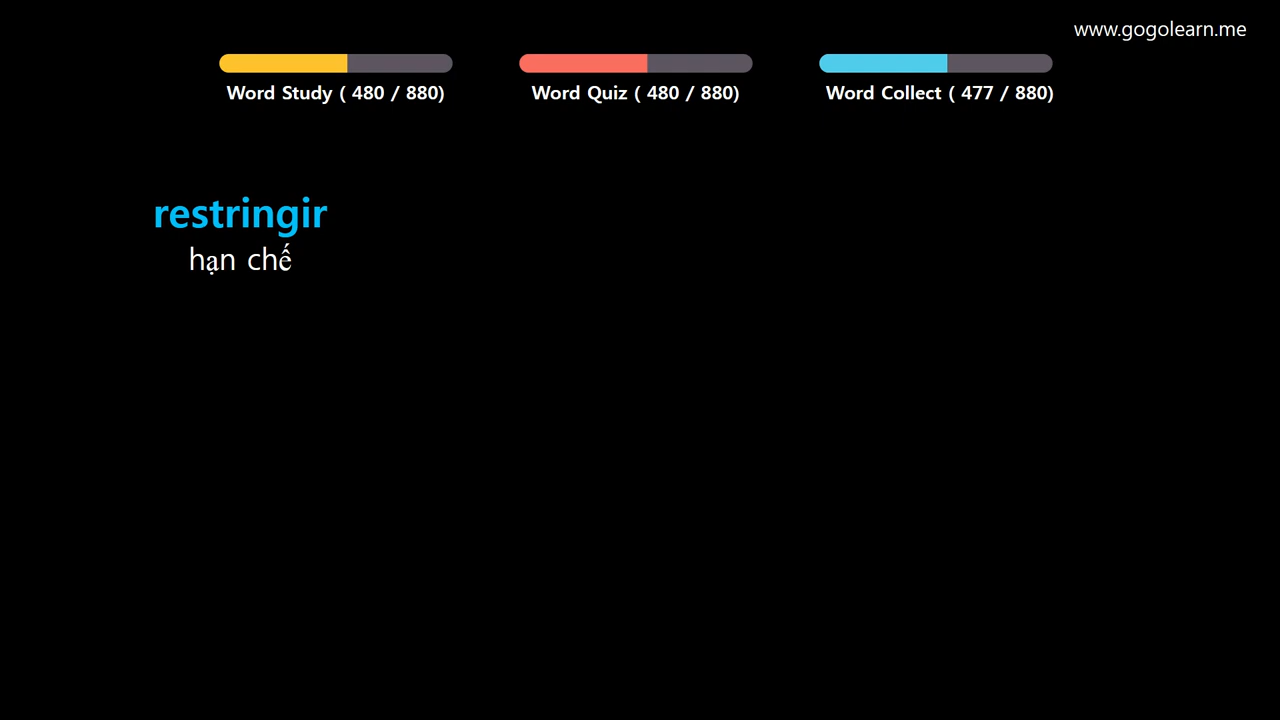 www.gogolearn.me
Word Study ( 480 / 880)
Word Quiz ( 480 / 880)
Word Collect ( 477 / 880)
restringir
hạn chế